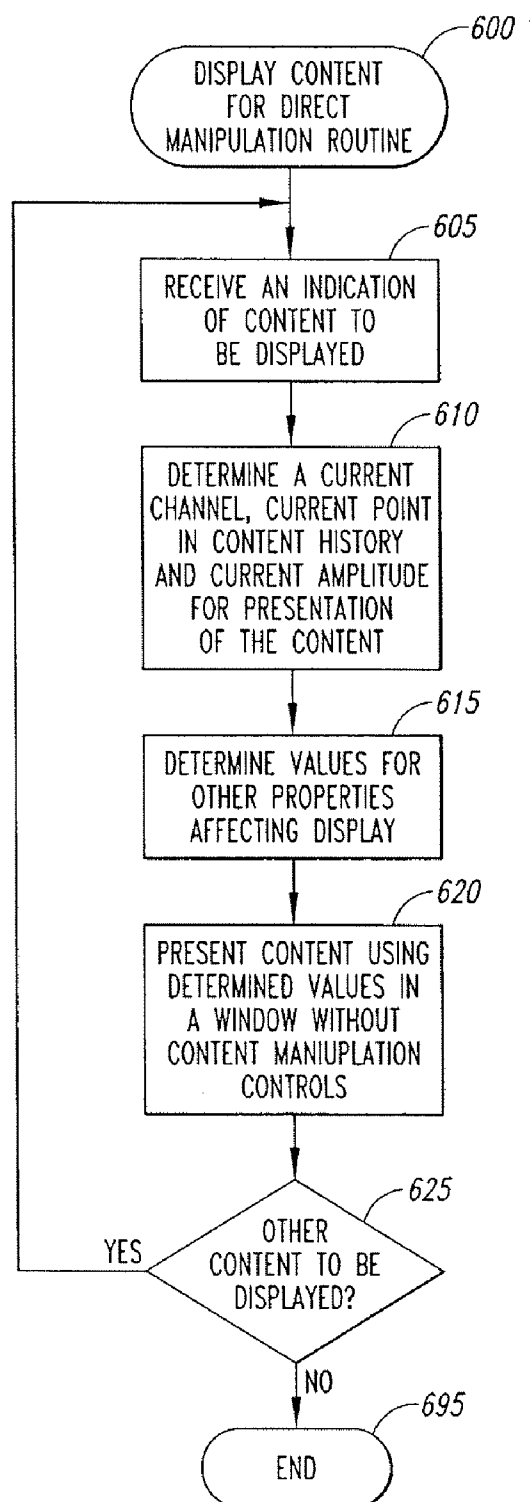 600
DISPLAY CONTENT
FOR DIRECT
MANIPULATION ROUTINE
605
RECEIVE AN INDICATION
OF CONTENT TO
BE DISPLAYED
610
DETERMINE A CURRENT
CHANNEL, CURRENT POINT
IN CONTENT HISTORY
AND CURRENT AMPLITUDE
FOR PRESENTATION
OF THE CONTENT
615
DETERMINE VALUES FOR
OTHER PROPERTIES
AFFECTING DISPLAY
620
PRESENT CONTENT USING
DETERMINED VALUES IN
A WINDOW WITHOUT
CONTENT MANIUPLATION
CONTROLS
625
OTHER
CONTENT TO BE
DISPLAYED?
YES
NO
695
END